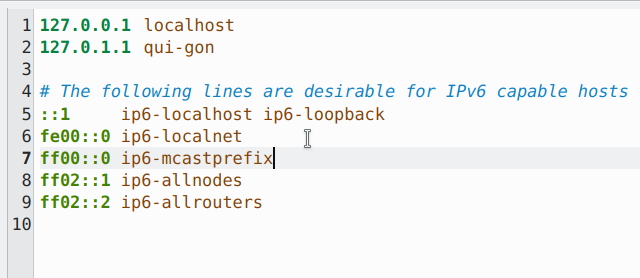 1 127.0.0.1 localhost
2 127.0.1.1 qui-gon
3
4 # The following lines are desirable for IPv6 capable hosts
5 ::1     ip6-localhost ip6-loopback
6 fe00::0 ip6-localnet
7 ff00::0 ip6-mcastprefix
8 ff02::1 ip6-allnodes
9 ff02::2 ip6-allrouters
10